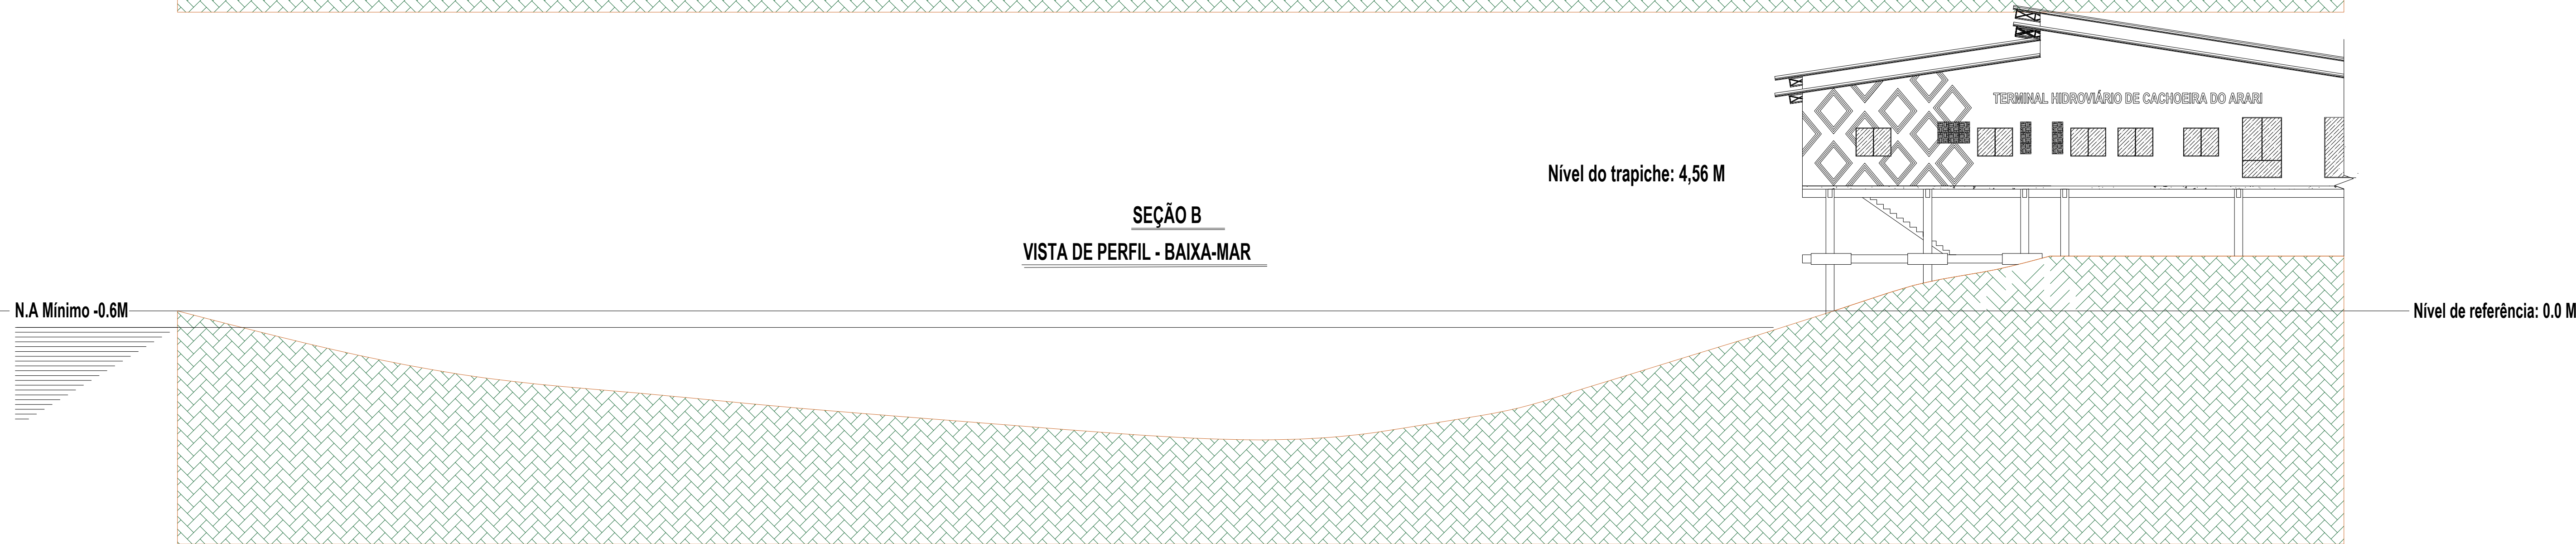 TERMINAL HIDROVIÁRIO DE CACHOEIRA DO ARARI
Nível do trapiche: 4,56 M
SEÇÃO B
VISTA DE PERFIL - BAIXA-MAR
N.A Mínimo -0.6M
Nível de referência: 0.0 M